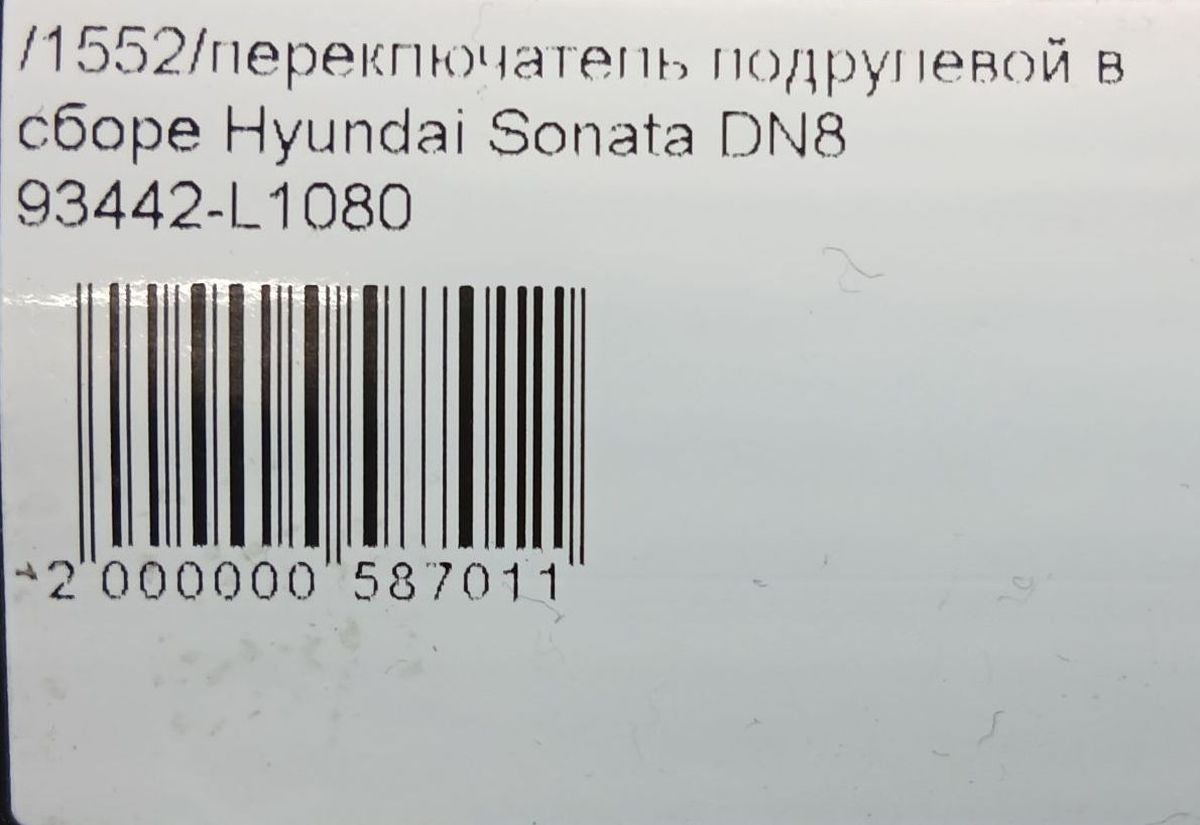 /1552/переключатель подрулевой в
сборе Hyundai Sonata DN8
93442-L1080
2 000000 587011